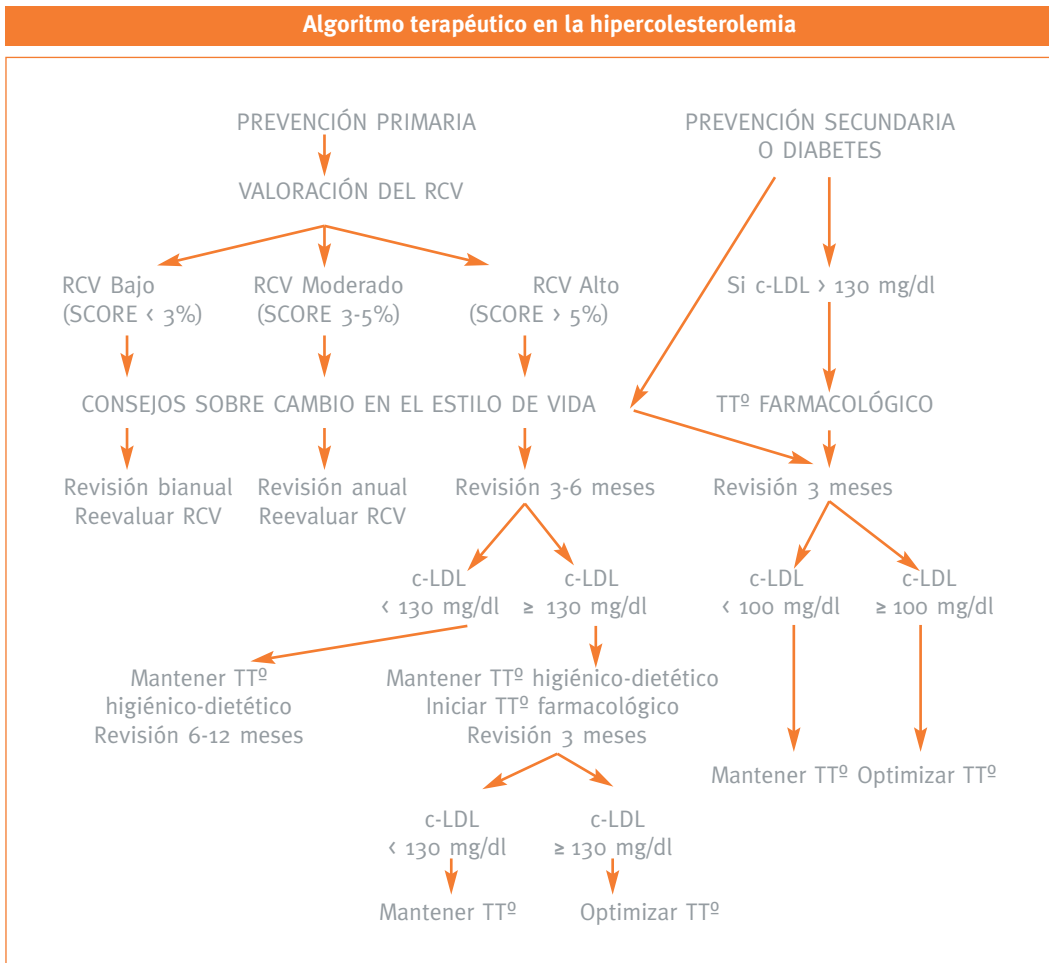 Algoritmo terapéutico en la hipercolesterolemia
PREVENCIÓN PRIMARIA
VALORACIÓN DEL RCV
RCV Bajo
(SCORE < 3%)
RCV Moderado
(SCORE 3-5%)
RCV Alto
(SCORE > 5%)
CONSEJOS SOBRE CAMBIO EN EL ESTILO DE VIDA
Revisión bianual
Reevaluar RCV
Revisión anual
Reevaluar RCV
Revisión 3-6 meses
c-LDL
< 130 mg/dl
c-LDL
≥ 130 mg/dl
Mantener TTº
higiénico-dietético
Revisión 6-12 meses
Mantener TTº higiénico-dietético
Iniciar TTº farmacológico
Revisión 3 meses
c-LDL
< 130 mg/dl
c-LDL
≥ 130 mg/dl
Mantener TTº
Optimizar TTº
PREVENCIÓN SECUNDARIA
O DIABETES
Si c-LDL > 130 mg/dl
TTº FARMACOLÓGICO
Revisión 3 meses
c-LDL
< 100 mg/dl
c-LDL
≥ 100 mg/dl
Mantener TTº
Optimizar TTº